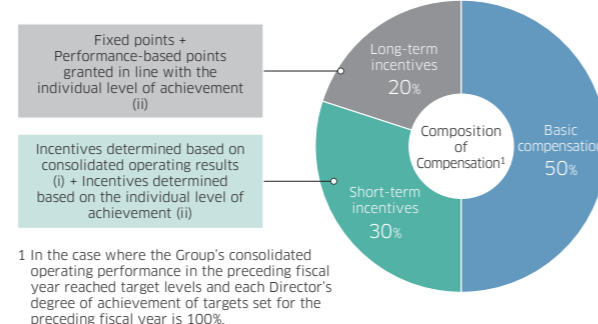 Fixed points +
Performance-based points
granted in line with the
individual level of achievement
(ii)
Long-term
incentives
20%
Incentives determined based on
consolidated operating results
(i) + Incentives determined
based on the individual level of
achievement (ii)
Short-term
incentives
30%
Composition
of
Compensation1
Basic
compensation
50%
1 In the case where the Group's consolidated
operating performance in the preceding fiscal
year reached target levels and each Director's
degree of achievement of targets set for the
preceding fiscal year is 100%.